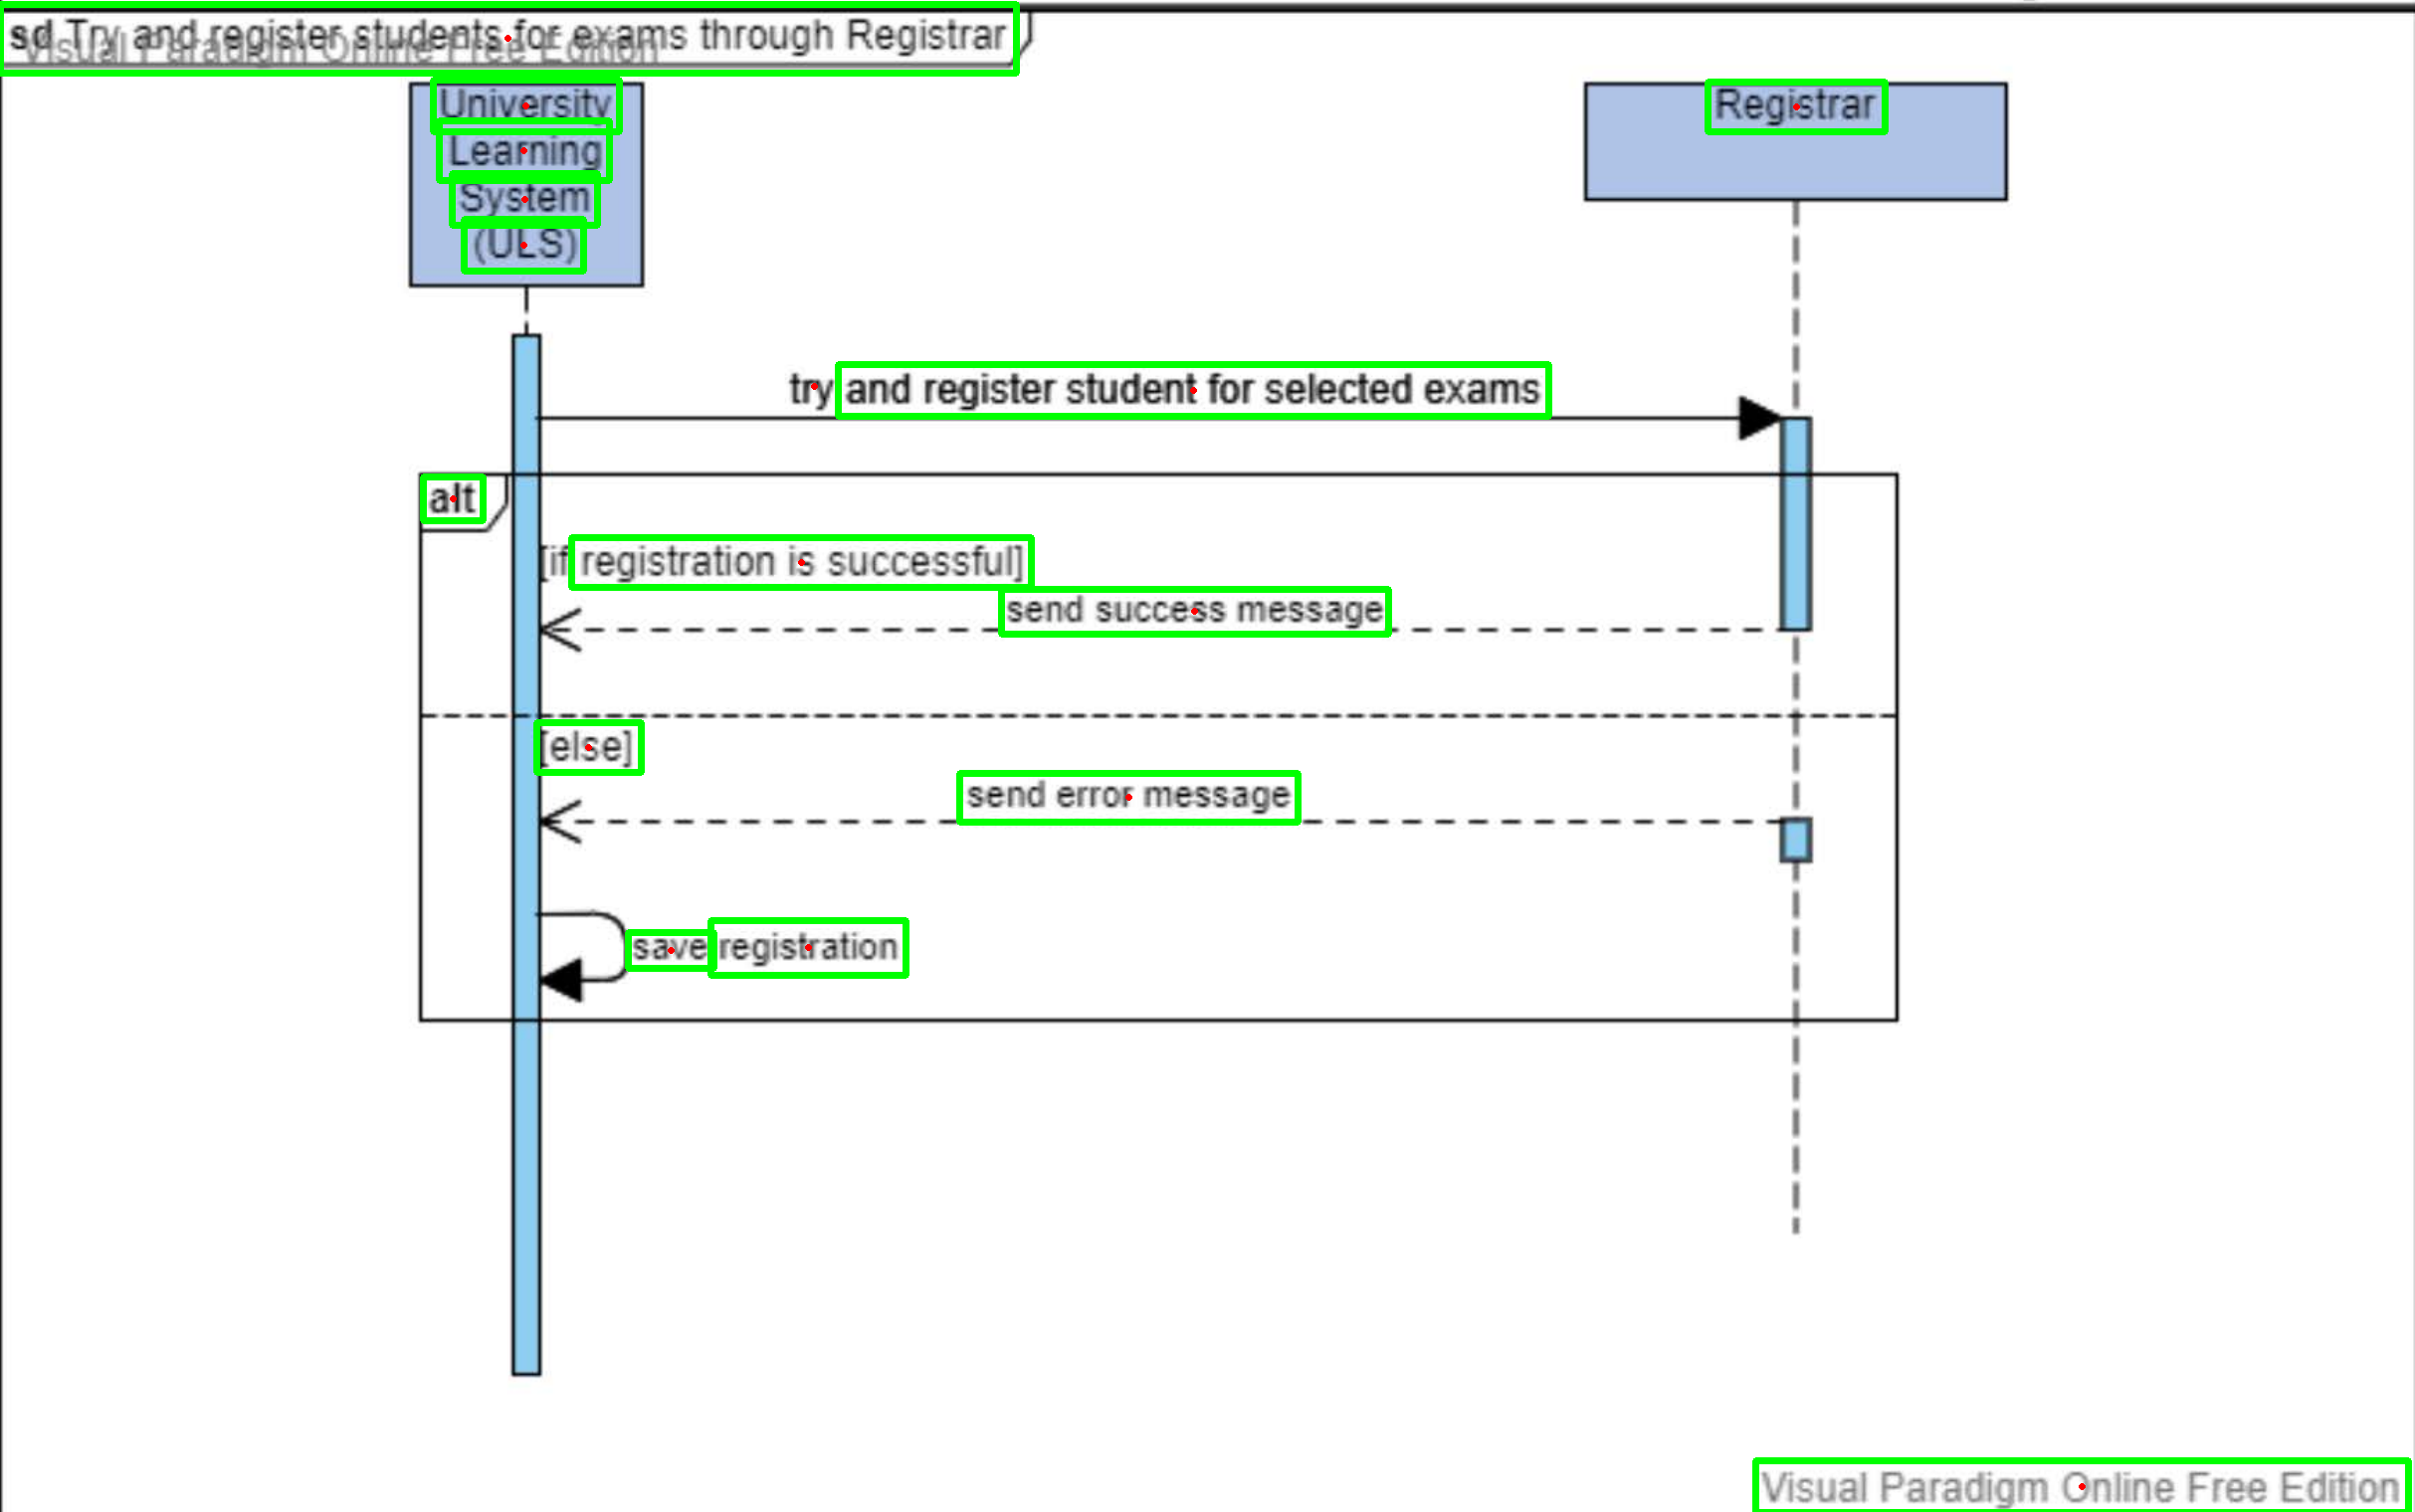 sd Try and register students for exams through Registrar
Visual Paradigm Online Free Edition
University
Learning
System
(ULS)
Registrar
try and register student for selected exams
alt
[if registration is successful]
send success message
[else]
send error message
save registration
Visual Paradigm Online Free Edition